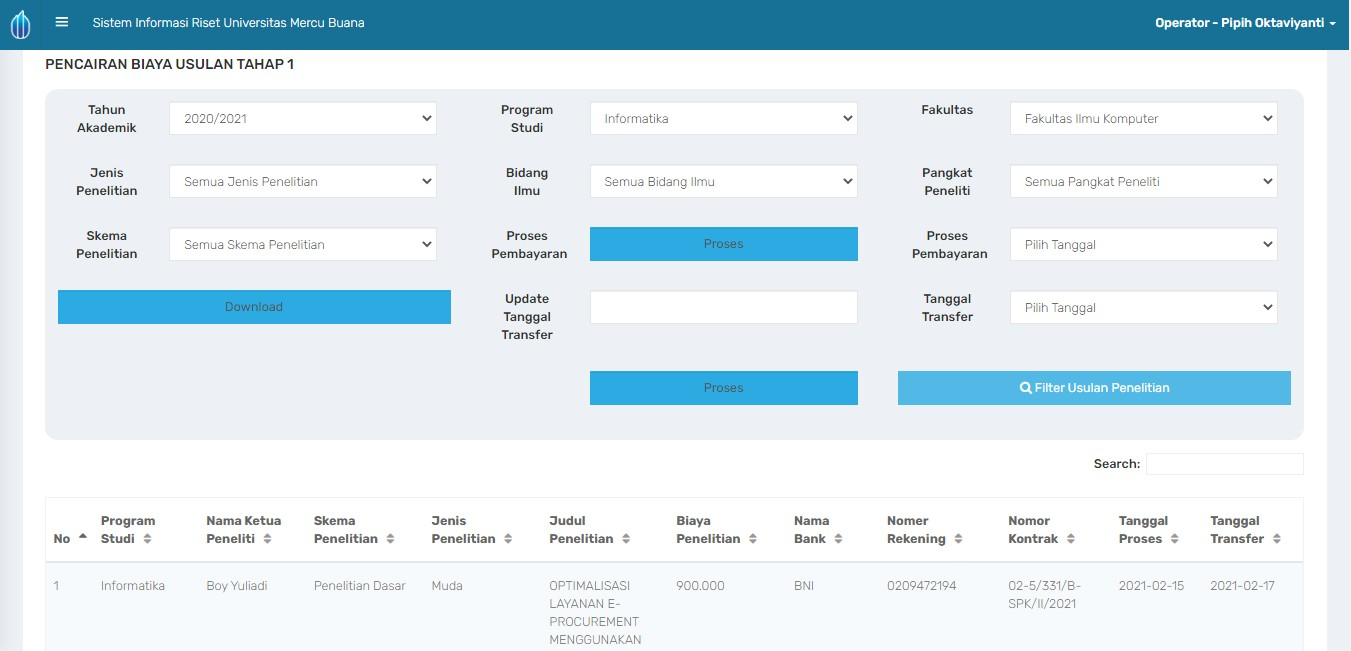 Sistem Informasi Riset Universitas Mercu Buana
Operator - Pipih Oktaviyanti
PENCAIRAN BIAYA USULAN TAHAP 1
Tahun
Akademik
2020/2021
Program
Studi
Informatika
Fakultas
Fakultas Ilmu Komputer
Jenis
Penelitian
Semua Jenis Penelitian
Bidang
Ilmu
Semua Bidang Ilmu
Pangkat
Peneliti
Semua Pangkat Peneliti
Skema
Penelitian
Semua Skema Penelitian
Proses
Pembayaran
Proses
Proses
Pembayaran
Pilih Tanggal
Download
Update
Tanggal
Transfer
Tanggal
Transfer
Pilih Tanggal
Proses
Filter Usulan Penelitian
Search:
No
Program
Studi
Nama Ketua
Peneliti
Skema
Penelitian
Jenis
Penelitian
Judul
Penelitian
Biaya
Penelitian
Nama
Bank
Nomer
Rekening
Nomor
Kontrak
Tanggal
Proses
Tanggal
Transfer
1
Informatika
Boy Yuliadi
Penelitian Dasar
Muda
OPTIMALISASI
LAYANAN E-
PROCUREMENT
MENGGUNAKAN
900.000
BNI
0209472194
02-5/331/B-
SPK/II/2021
2021-02-15
2021-02-17